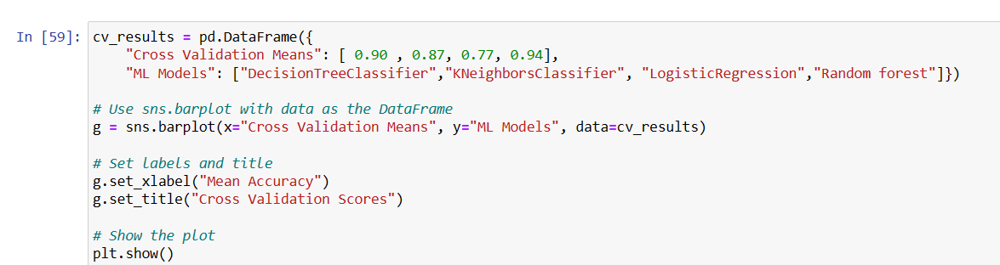 In [59]: cv_results = pd.DataFrame({
    "Cross Validation Means": [ 0.90 , 0.87, 0.77, 0.94],
    "ML Models": ["DecisionTreeClassifier","KNeighborsClassifier", "LogisticRegression","Random forest"]})
# Use sns.barplot with data as the DataFrame
g = sns.barplot(x="Cross Validation Means", y="ML Models", data=cv_results)
# Set labels and title
g.set_xlabel("Mean Accuracy")
g.set_title("Cross Validation Scores")
# Show the plot
plt.show()